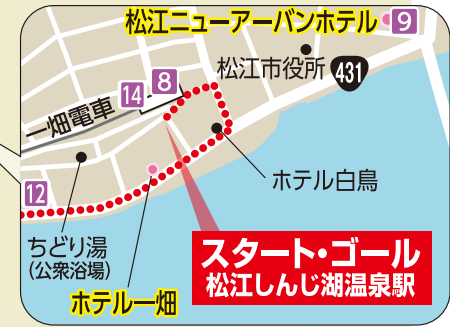 松江ニューアーバンホテル
9
松江市役所
431
8
14
一畑電車
ホテル白鳥
12
ちどり湯
(公衆浴場)
ホテル一畑
スタート・ゴール
松江しんじ湖温泉駅